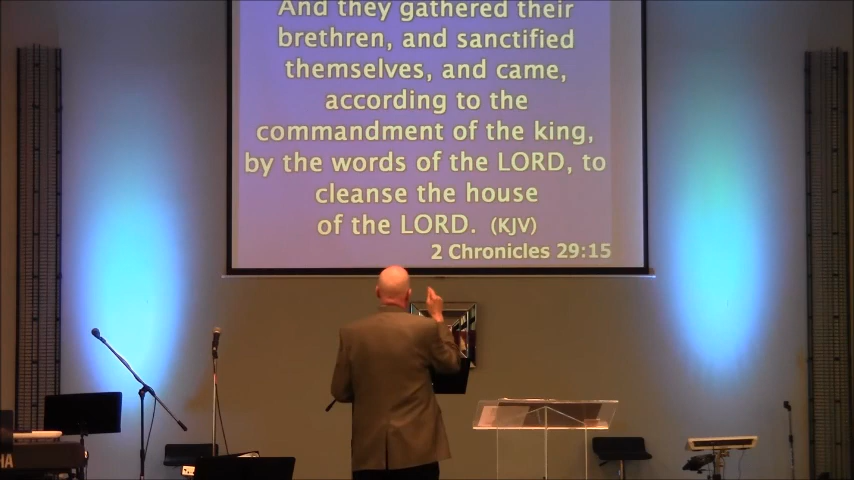 And they gathered their
brethren, and sanctified
themselves, and came,
according to the
commandment of the king,
by the words of the LORD, to
cleanse the house
of the LORD. (KJV)
2 Chronicles 29:15
HA